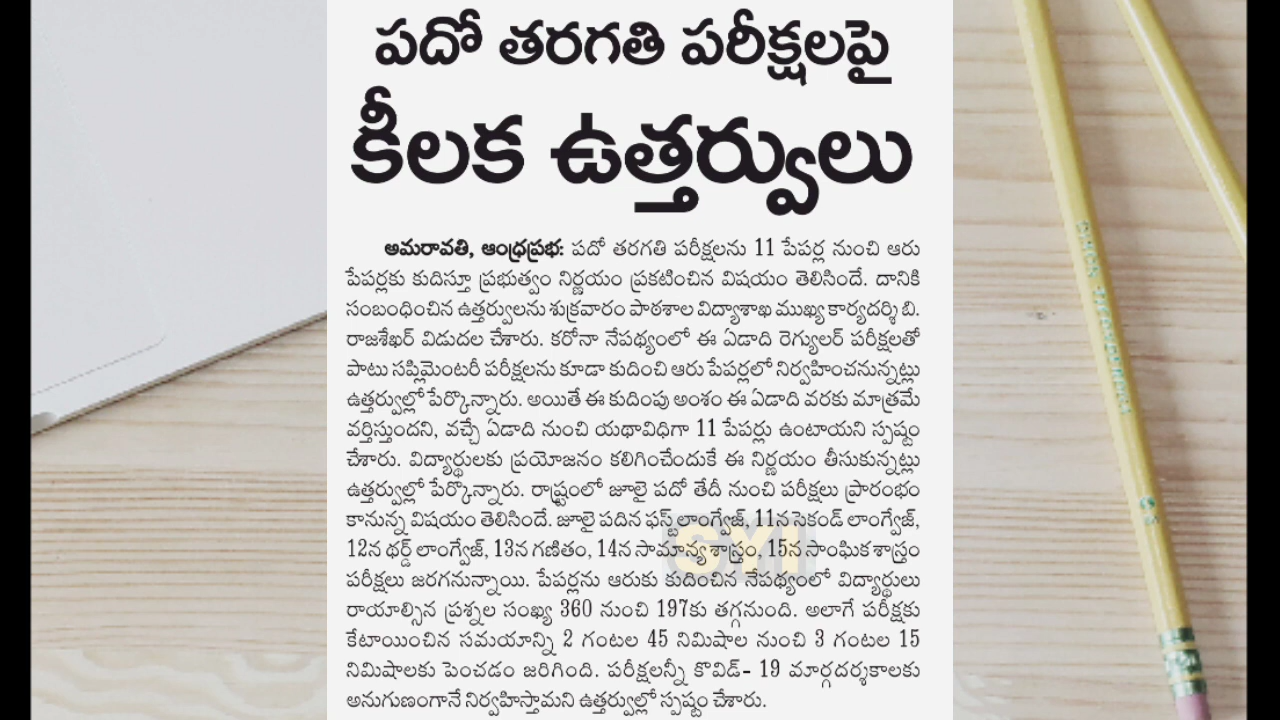 పదో తరగతి పరీక్షలపై
కీలక ఉత్తర్వులు
అమరావతి, ఆంధ్రప్రభ: పదో తరగతి పరీక్షలను 11 పేపర్ల నుంచి ఆరు
పేపర్లకు కుదిస్తూ ప్రభుత్వం నిర్ణయం ప్రకటించిన విషయం తెలిసిందే. దానికి
సంబంధించిన ఉత్తర్వులను శుక్రవారం పాఠశాల విద్యాశాఖ ముఖ్య కార్యదర్శి బి.
రాజశేఖర్ విడుదల చేశారు. కరోనా నేపథ్యంలో ఈ ఏడాది రెగ్యులర్ పరీక్షలతో
పాటు సప్లిమెంటరీ పరీక్షలను కూడా కుదించి ఆరు పేపర్లలో నిర్వహించనున్నట్లు
ఉత్తర్వుల్లో పేర్కొన్నారు. అయితే ఈ కుదింపు అంశం ఈ ఏడాది వరకు మాత్రమే
వర్తిస్తుందని, వచ్చే ఏడాది నుంచి యథావిధిగా 11 పేపర్లు ఉంటాయని స్పష్టం
చేశారు. విద్యార్థులకు ప్రయోజనం కలిగించేందుకే ఈ నిర్ణయం తీసుకున్నట్లు
ఉత్తర్వుల్లో పేర్కొన్నారు. రాష్ట్రంలో జూలై పదో తేదీ నుంచి పరీక్షలు ప్రారంభం
కానున్న విషయం తెలిసిందే. జూలై పదిన ఫస్ట్ లాంగ్వేజ్, 11న సెకండ్ లాంగ్వేజ్,
12న థర్డ్ లాంగ్వేజ్, 13న గణితం, 14న సామాన్య శాస్త్రం, 15న సాంఘిక శాస్త్రం
పరీక్షలు జరగనున్నాయి. పేపర్లను ఆరుకు కుదించిన నేపథ్యంలో విద్యార్థులు
రాయాల్సిన ప్రశ్నల సంఖ్య 360 నుంచి 197కు తగ్గనుంది. అలాగే పరీక్షకు
కేటాయించిన సమయాన్ని 2 గంటల 45 నిమిషాల నుంచి 3 గంటల 15
నిమిషాలకు పెంచడం జరిగింది. పరీక్షలన్నీ కొవిడ్- 19 మార్గదర్శకాలకు
అనుగుణంగానే నిర్వహిస్తామని ఉత్తర్వుల్లో స్పష్టం చేశారు.
SYI